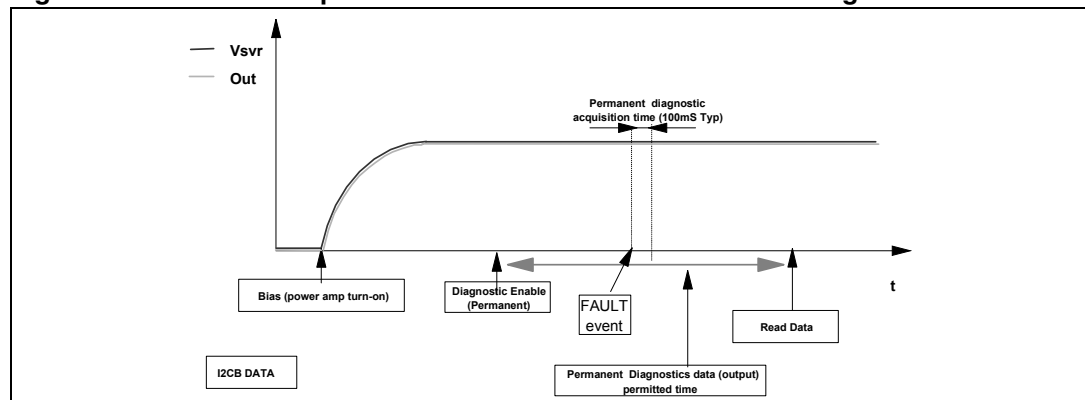 Vsvr
Out
Permanent diagnostic
acquisition time (100mS Typ)
Bias (power amp turn-on)
Diagnostic Enable
(Permanent)
FAULT
event
t
Read Data
I2CB DATA
Permanent Diagnostics data (output)
permitted time